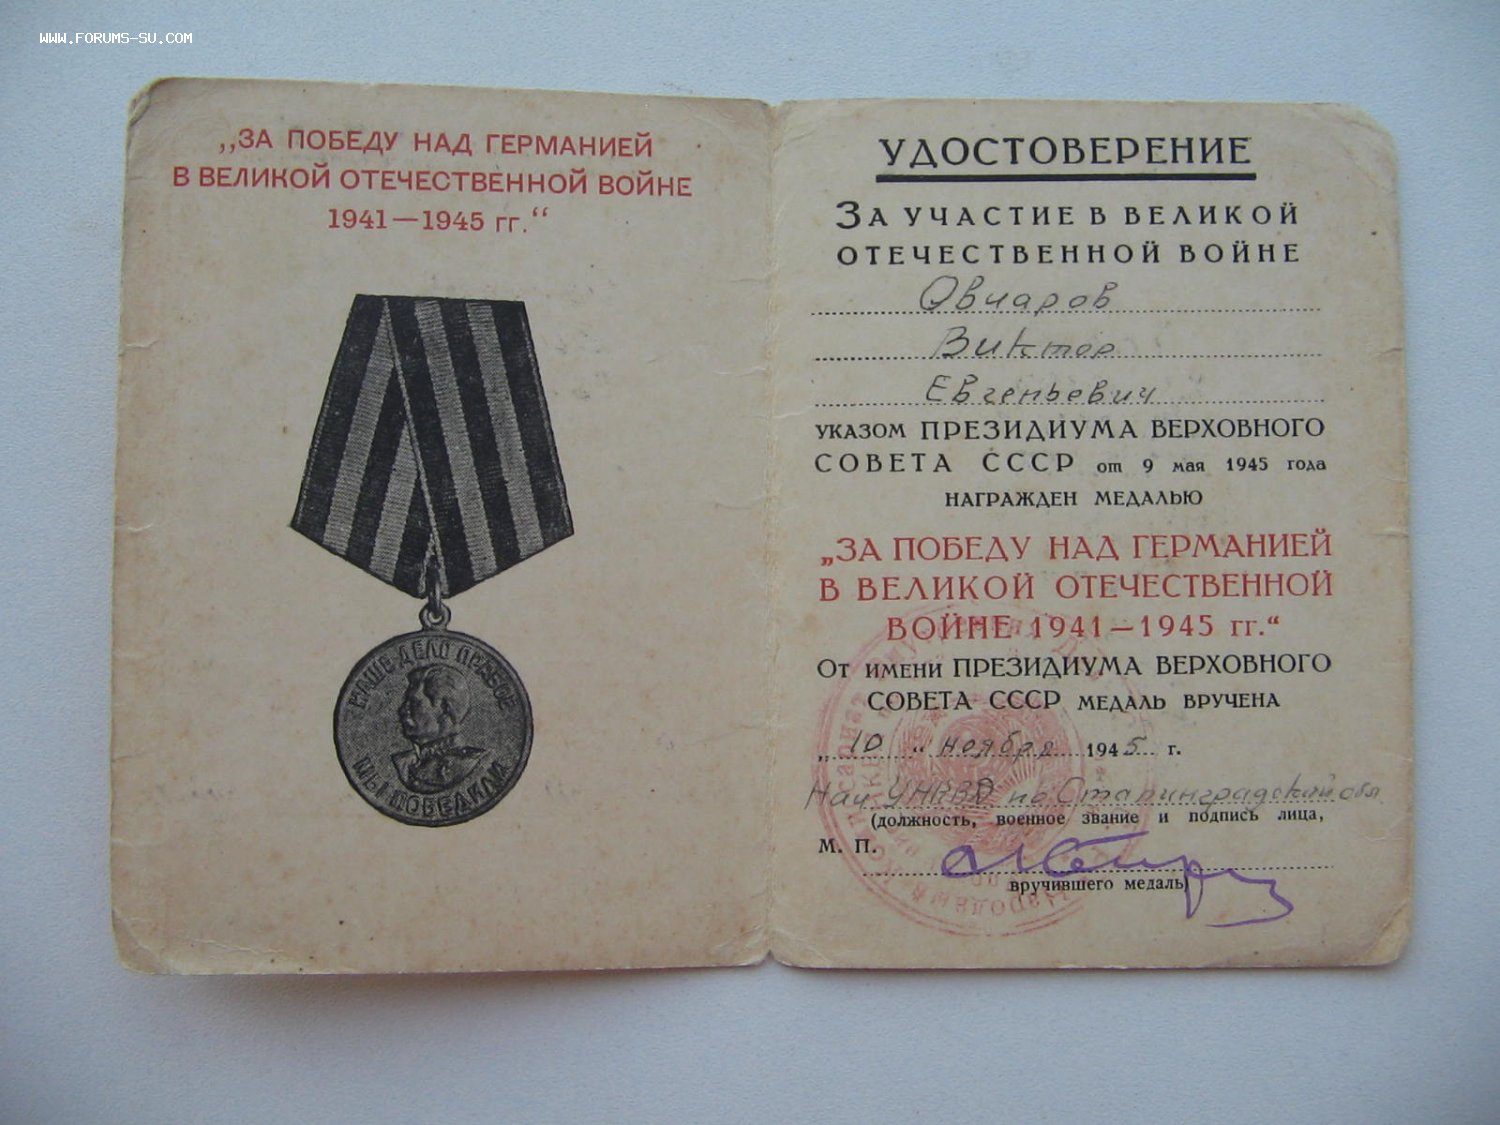 WWW.FORUMS-SU.COM
„ЗА ПОБЕДУ НАД ГЕРМАНИЕЙ
В ВЕЛИКОЙ ОТЕЧЕСТВЕННОЙ ВОЙНЕ
1941—1945 гг.“
НАШЕ ДЕЛО ПРАВОЕ
МЫ ПОБЕДИЛИ
УДОСТОВЕРЕНИЕ
ЗА УЧАСТИЕ В ВЕЛИКОЙ
ОТЕЧЕСТВЕННОЙ ВОЙНЕ
Овчаров
Виктор
Евгеньевич
УКАЗОМ ПРЕЗИДИУМА ВЕРХОВНОГО
СОВЕТА СССР от 9 мая 1945 года
НАГРАЖДЕН МЕДАЛЬЮ
„ЗА ПОБЕДУ НАД ГЕРМАНИЕЙ
В ВЕЛИКОЙ ОТЕЧЕСТВЕННОЙ
ВОЙНЕ 1941—1945 гг.“
ОТ ИМЕНИ ПРЕЗИДИУМА ВЕРХОВНОГО
СОВЕТА СССР МЕДАЛЬ ВРУЧЕНА
„10“ ноября 1945 г.
Нач УНКВД по Сталинградской обл
(должность, военное звание и подпись лица,
М. П.
вручившего медаль)